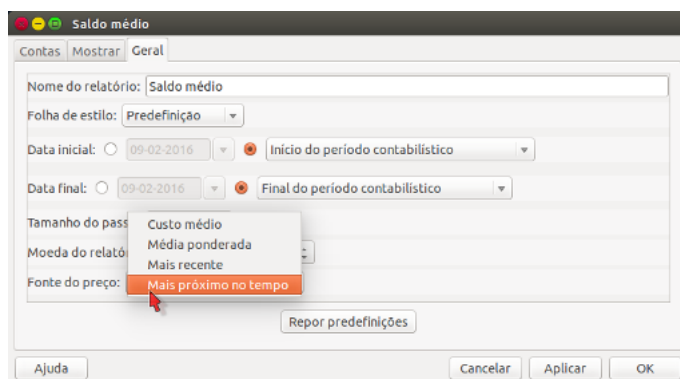 Saldo médio
Contas Mostrar Geral
Nome do relatório: Saldo médio
Folha de estilo: Predefinição
Data inicial: 09-02-2016 Início do período contabilístico
Data final: 09-02-2016 Final do período contabilístico
Tamanho do pass
Custo médio
Média ponderada
Moeda do relató
Mais recente
Fonte do preço: Mais próximo no tempo
Repor predefinições
Ajuda Cancelar Aplicar OK